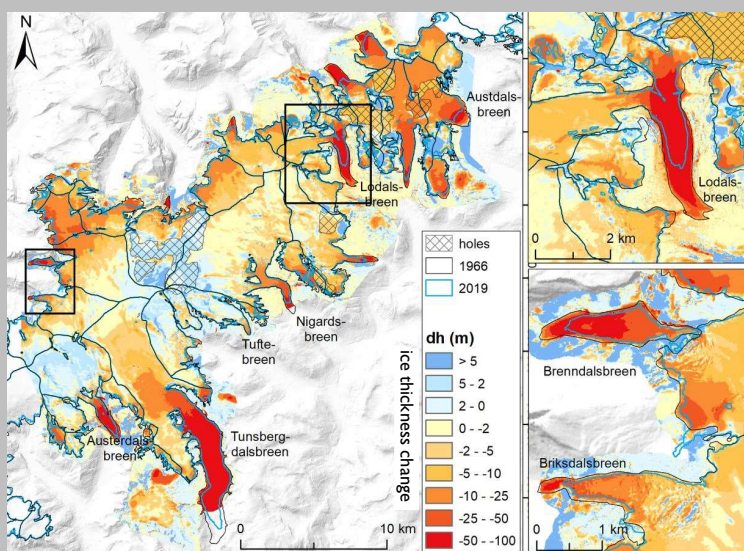 N
Austdals-
breen
Lodals-
breen
Nigards-
breen
Tufte-
breen
Austerdals-
breen
Tunsberg-
dalsbreen
0 10 km
holes
1966
2019
dh (m)
> 5
5 - 2
2 - 0
0 - -2
-2 - -5
-5 - -10
-10 - -25
-25 - -50
-50 - -100
ice thickness change
Lodals-
breen
0 2 km
Brenndalsbreen
Briksdalsbreen
0 1 km